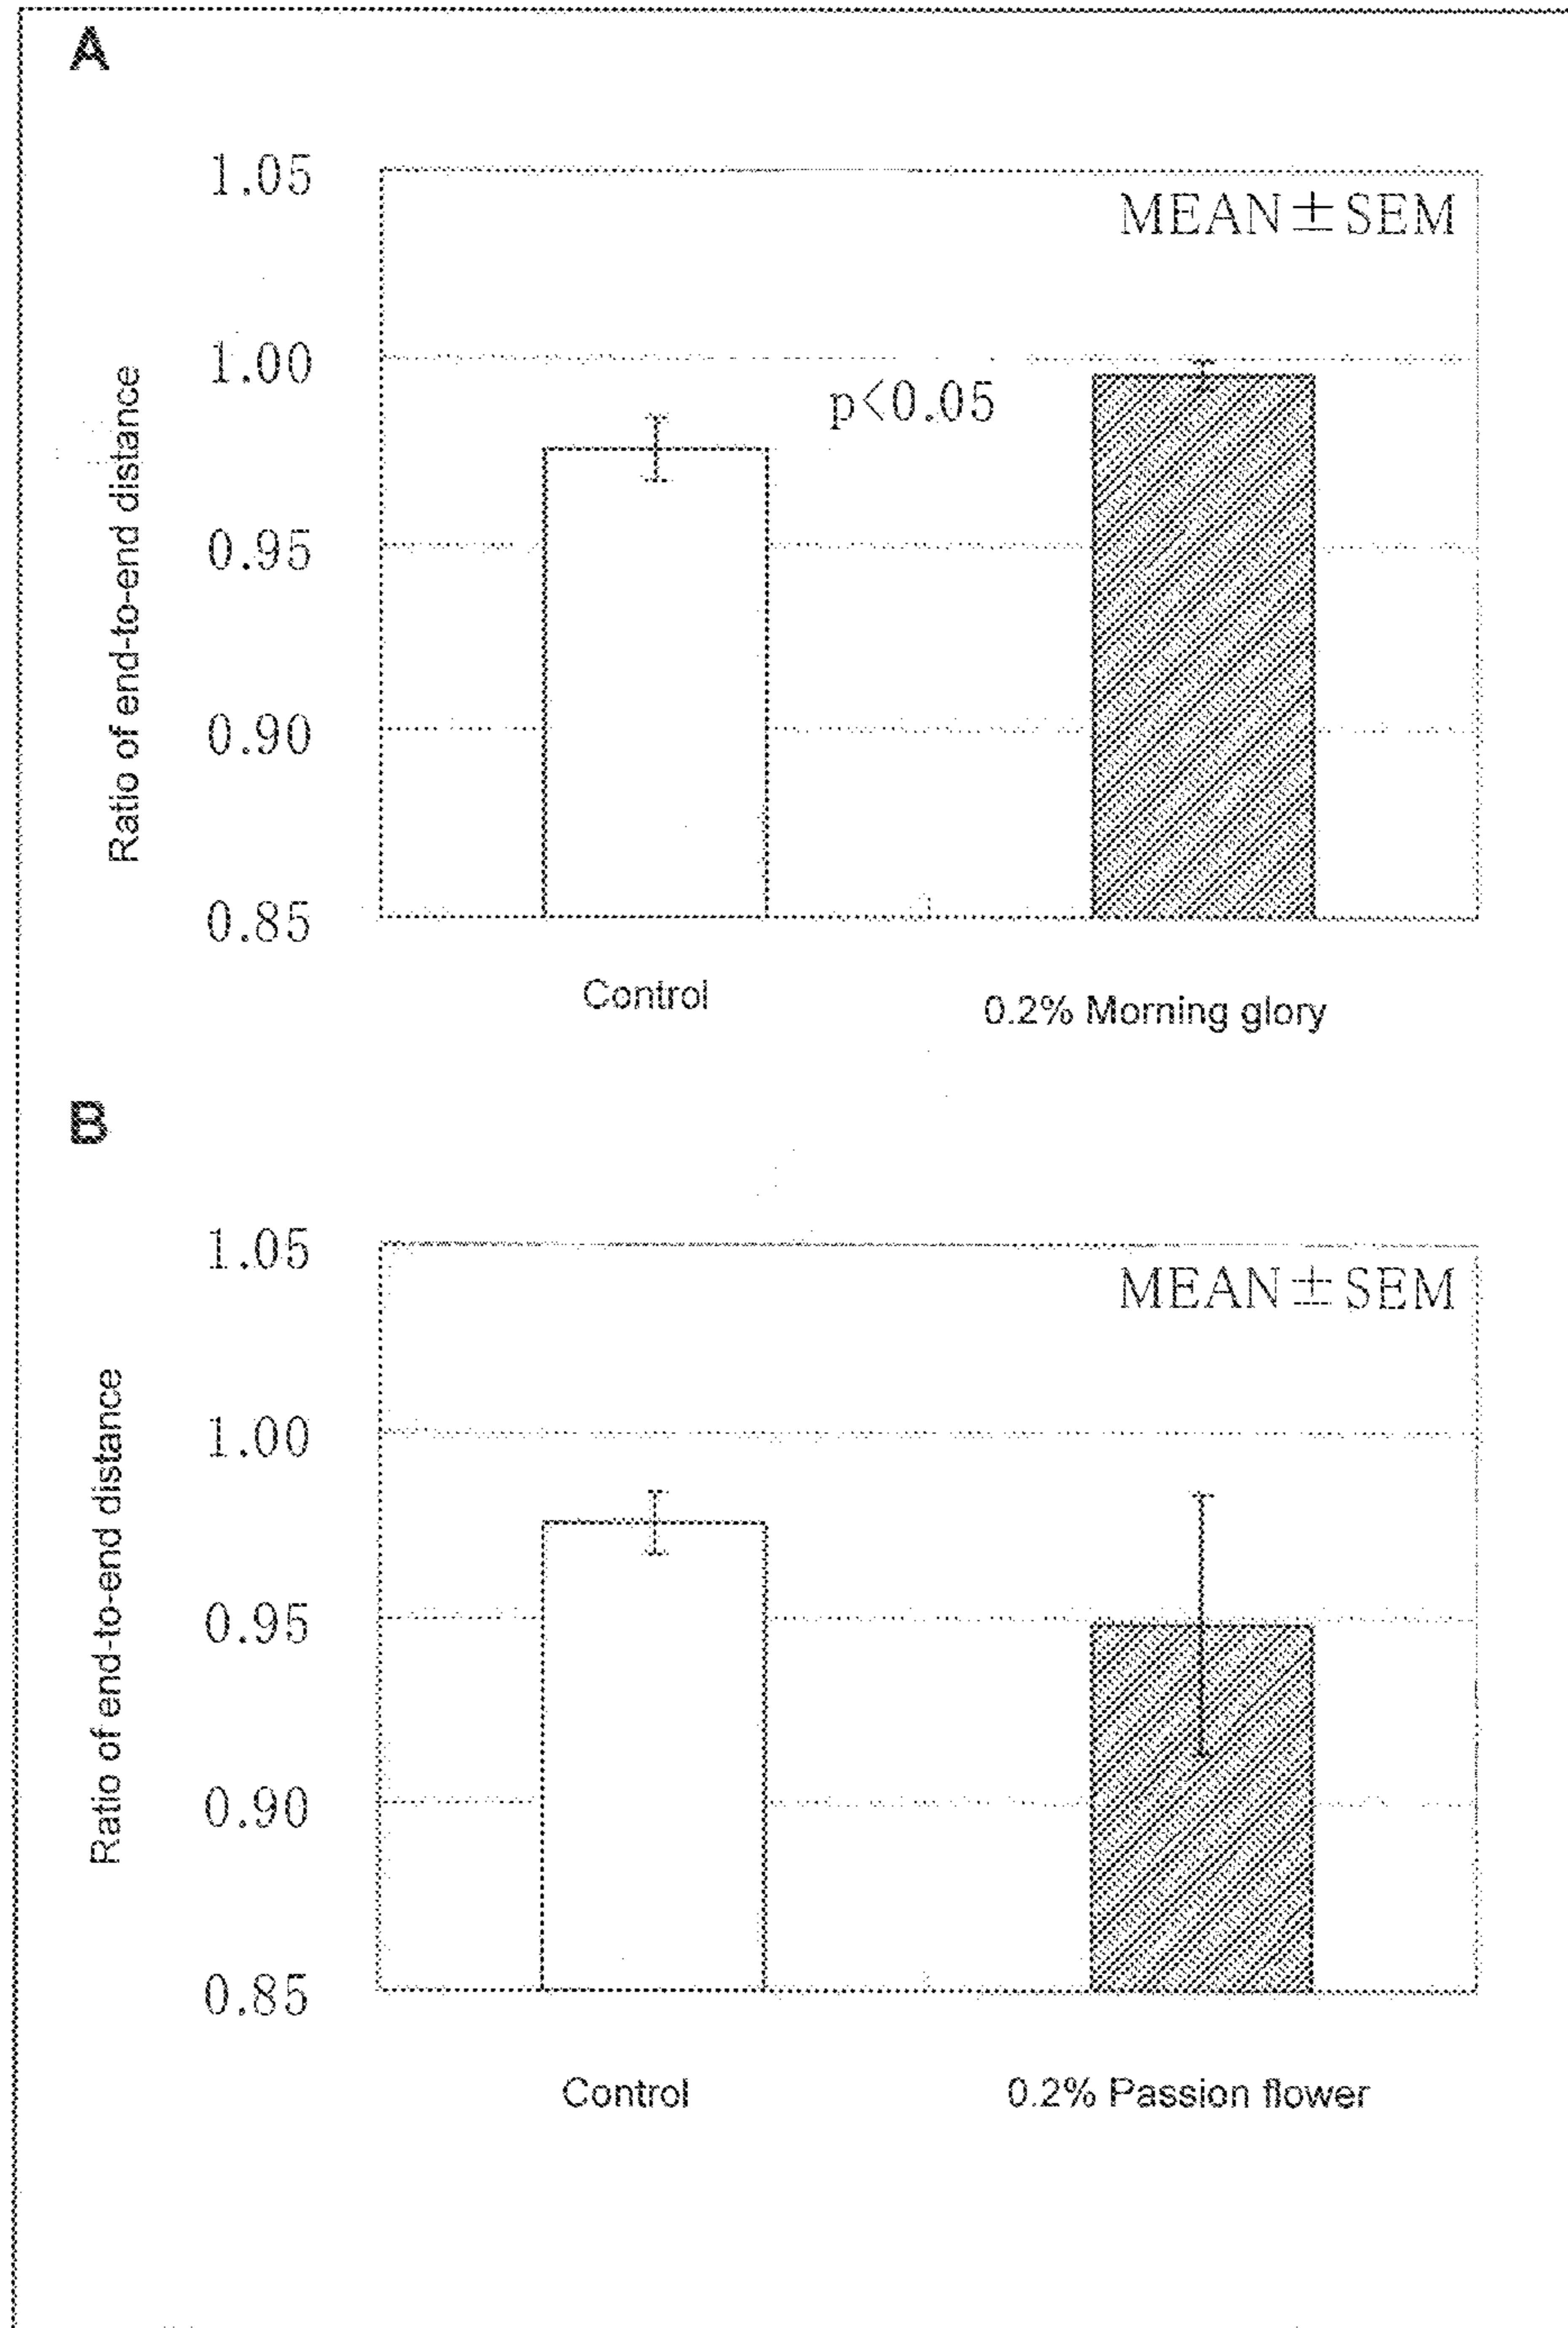 A
1.05
MEAN±SEM
1.00
p<0.05
0.95
0.90
0.85
Ratio of end-to-end distance
Control
0.2% Morning glory
B
1.05
MEAN±SEM
1.00
0.95
0.90
0.85
Ratio of end-to-end distance
Control
0.2% Passion flower